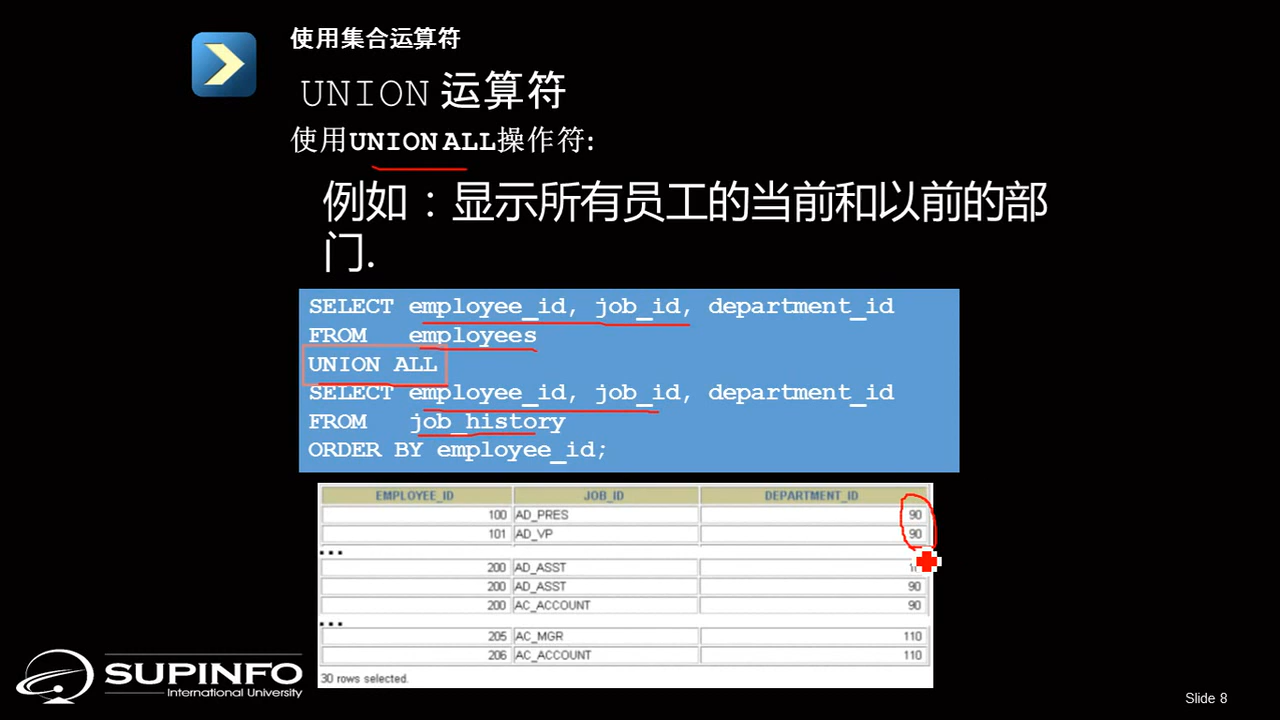 使用集合运算符
UNION 运算符
使用UNION ALL操作符:
例如：显示所有员工的当前和以前的部
门.
SELECT employee_id, job_id, department_id
FROM employees
UNION ALL
SELECT employee_id, job_id, department_id
FROM job_history
ORDER BY employee_id;
EMPLOYEE_ID JOB_ID DEPARTMENT_ID
100 AD_PRES 90
101 AD_VP 90
...
200 AD_ASST
200 AD_ASST 90
200 AC_ACCOUNT 90
...
205 AC_MGR 110
206 AC_ACCOUNT 110
30 rows selected.
SUPINFO
International University
Slide 8